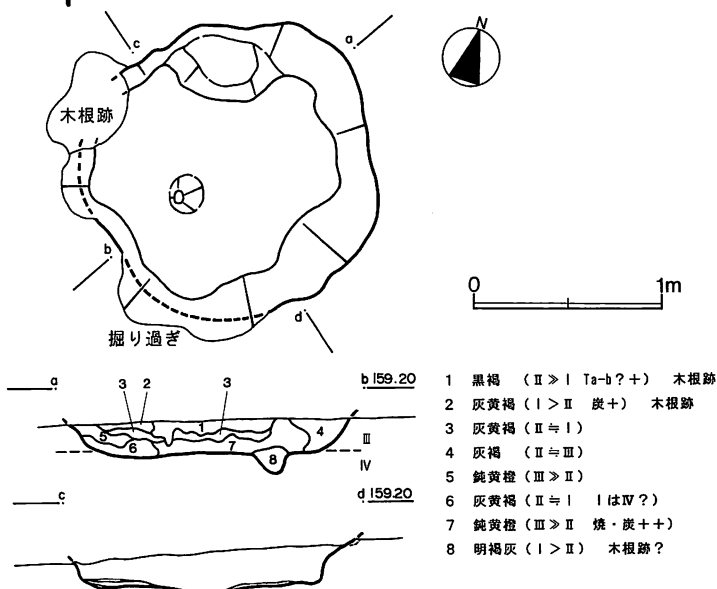 c
a
N
木根跡
b
掘り過ぎ
d
0 1m
a b 159.20
3 2 3
1
5 4
6 7
8
III
IV
c d 159.20
1 黒褐 (II≫I Ta-b?+) 木根跡
2 灰黄褐 (I>II 炭+) 木根跡
3 灰黄褐 (II≒I)
4 灰褐 (II≒III)
5 鈍黄橙 (III≫II)
6 灰黄褐 (II≒I IはIV?)
7 鈍黄橙 (III≫II 焼・炭++)
8 明褐灰 (I>II) 木根跡?